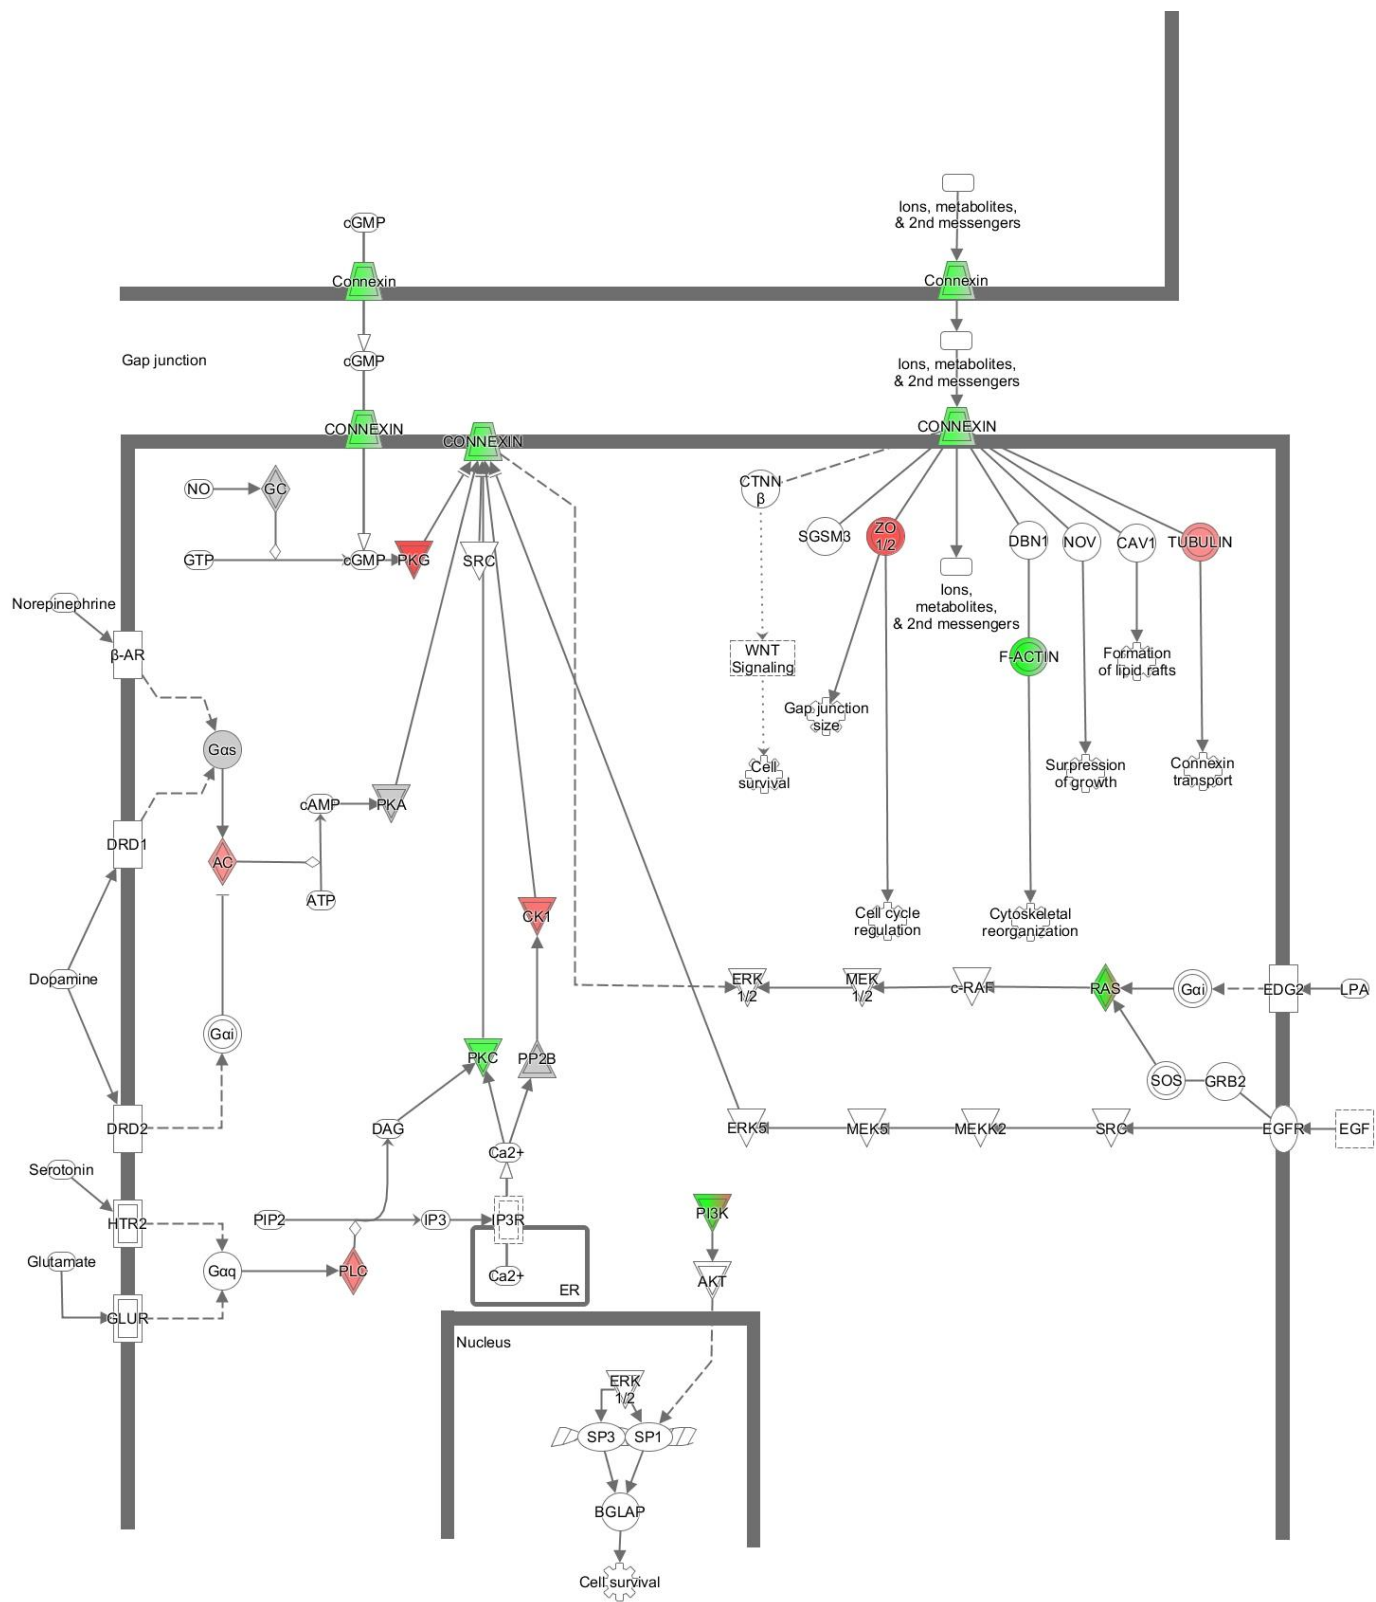 Ions, metabolites,
& 2nd messengers
cGMP
Connexin
Connexin
Gap junction
cGMP
Ions, metabolites,
& 2nd messengers
CONNEXIN
CONNEXIN
CONNEXIN
NO
GC
CTNN
β
GTP
cGMP
PKG
SRC
SGSM3
ZO
1/2
DBN1
NOV
CAV1
TUBULIN
Ions,
metabolites,
& 2nd messengers
Norepinephrine
β-AR
WNT
Signaling
F-ACTIN
Formation
of lipid rafts
Gap junction
size
Gαs
Cell
survival
Surpression
of growth
Connexin
transport
cAMP
PKA
DRD1
AC
ATP
CK1
Cell cycle
regulation
Cytoskeletal
reorganization
Dopamine
ERK
1/2
MEK
1/2
c-RAF
RAS
Gαi
EDG2
LPA
Gαi
PKC
PP2B
SOS
GRB2
DRD2
DAG
ERK5
MEK5
MEKK2
SRC
EGFR
EGF
Ca2+
Serotonin
HTR2
PIP2
IP3
IP3R
PI3K
Glutamate
Gαq
PLC
Ca2+
ER
AKT
GLUR
Nucleus
ERK
1/2
SP3
SP1
BGLAP
Cell survival